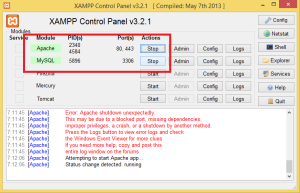 XAMPP Control Panel v3.2.1 [ Compiled: May 7th 2013 ]
XAMPP Control Panel v3.2.1
Modules
Service Module PID(s) Port(s) Actions
Apache 2340 4584 80, 443 Stop Admin Config Logs
MySQL 5896 3306 Stop Admin Config Logs
FileZilla Start Admin Config Logs
Mercury Start Admin Config Logs
Tomcat Start Admin Config Logs
Config
Netstat
Shell
Explorer
Services
Help
Quit
7:11:45 [Apache] Error: Apache shutdown unexpectedly.
7:11:45 [Apache] This may be due to a blocked port, missing dependencies,
7:11:45 [Apache] improper privileges, a crash, or a shutdown by another method.
7:11:45 [Apache] Press the Logs button to view error logs and check
7:11:45 [Apache] the Windows Event Viewer for more clues
7:11:45 [Apache] If you need more help, copy and post this
7:11:45 [Apache] entire log window on the forums
7:12:05 [Apache] Attempting to start Apache app...
7:12:06 [Apache] Status change detected: running